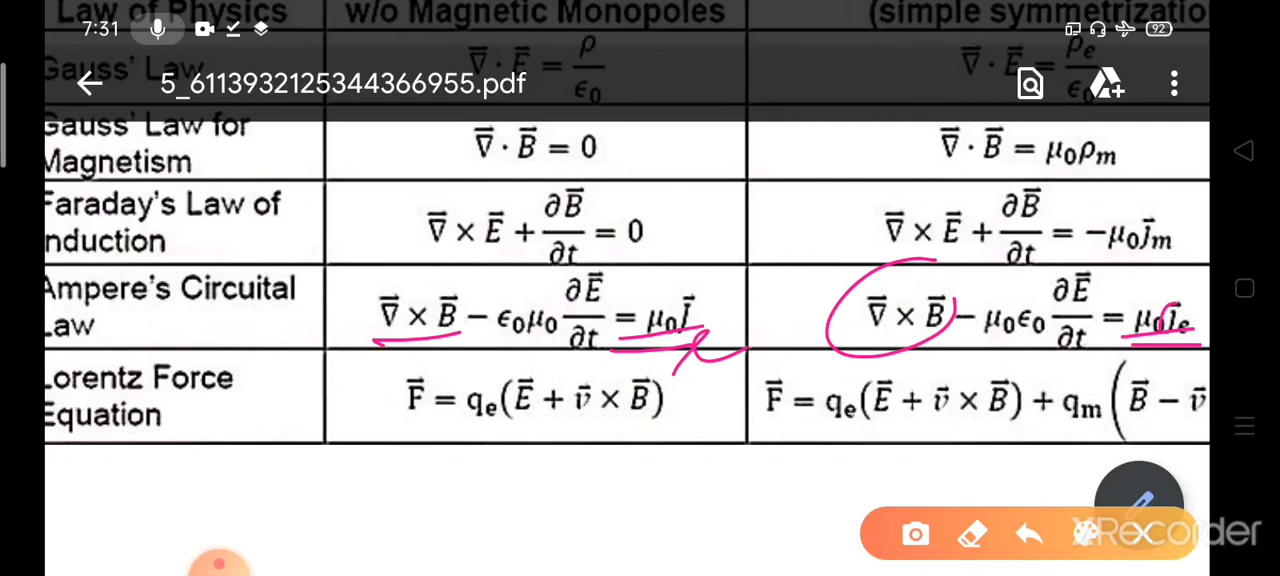 Law of Physics w/o Magnetic Monopoles (simple symmetrizatio
7:31 92
Gauss' Law ∇⃗ · E⃗ = ρ/ϵ₀ ∇⃗ · E⃗ = ρₑ/ϵ₀
5_6113932125344366955.pdf
Gauss' Law for
Magnetism ∇⃗ · B⃗ = 0 ∇⃗ · B⃗ = μ₀ρₘ
Faraday's Law of
nduction ∇⃗ × E⃗ + ∂B⃗/∂t = 0 ∇⃗ × E⃗ + ∂B⃗/∂t = −μ₀j⃗ₘ
Ampere's Circuital
Law ∇⃗ × B⃗ − ϵ₀μ₀ ∂E⃗/∂t = μ₀j⃗ ∇⃗ × B⃗ − μ₀ϵ₀ ∂E⃗/∂t = μ₀j⃗ₑ
Lorentz Force
Equation F⃗ = qₑ(E⃗ + v⃗ × B⃗) F⃗ = qₑ(E⃗ + v⃗ × B⃗) + qₘ(B⃗ − v⃗
XRecorder